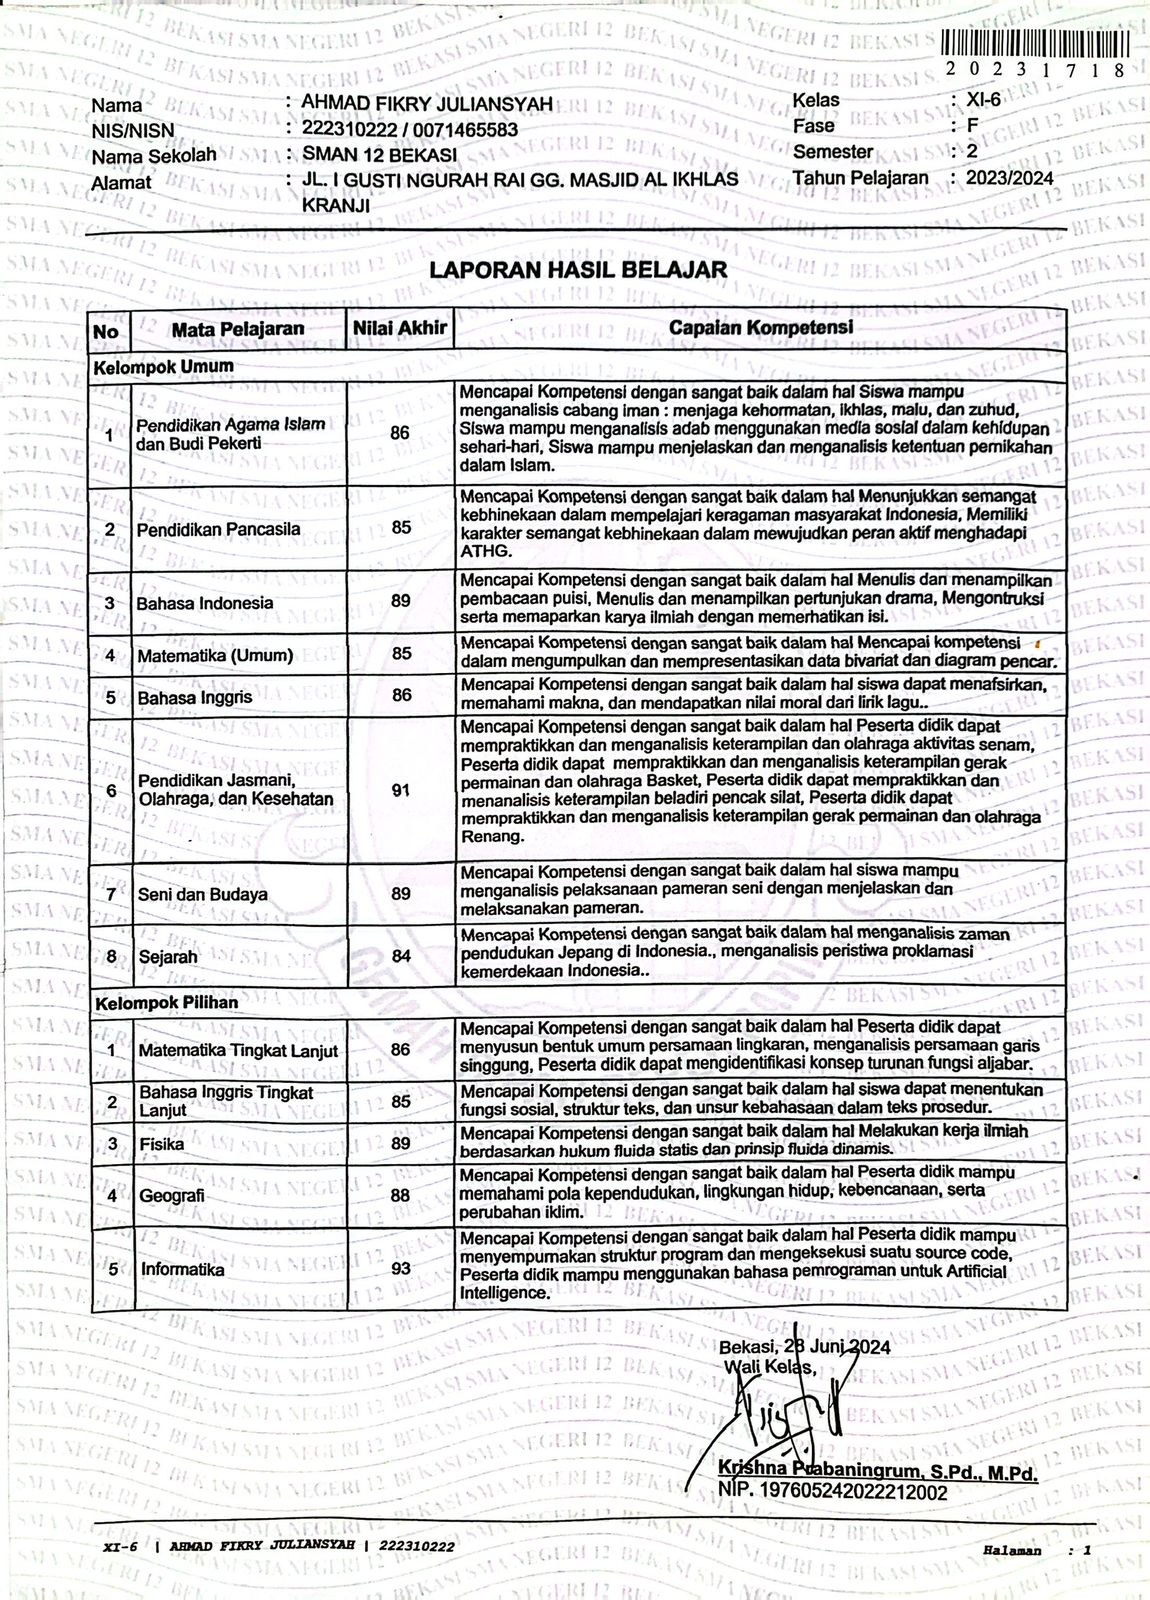 20231718
Nama : AHMAD FIKRY JULIANSYAH Kelas : XI-6
NIS/NISN : 222310222 / 0071465583 Fase : F
Nama Sekolah : SMAN 12 BEKASI Semester : 2
Alamat : JL. I GUSTI NGURAH RAI GG. MASJID AL IKHLAS Tahun Pelajaran : 2023/2024
KRANJI
LAPORAN HASIL BELAJAR
No Mata Pelajaran Nilai Akhir Capaian Kompetensi
Kelompok Umum
1 Pendidikan Agama Islam dan Budi Pekerti 86
Mencapai Kompetensi dengan sangat baik dalam hal Siswa mampu
menganalisis cabang iman : menjaga kehormatan, ikhlas, malu, dan zuhud,
Siswa mampu menganalisis adab menggunakan media sosial dalam kehidupan
sehari-hari, Siswa mampu menjelaskan dan menganalisis ketentuan pernikahan
dalam Islam.
2 Pendidikan Pancasila 85
Mencapai Kompetensi dengan sangat baik dalam hal Menunjukkan semangat
kebhinekaan dalam mempelajari keragaman masyarakat Indonesia, Memiliki
karakter semangat kebhinekaan dalam mewujudkan peran aktif menghadapi
ATHG.
3 Bahasa Indonesia 89
Mencapai Kompetensi dengan sangat baik dalam hal Menulis dan menampilkan
pembacaan puisi, Menulis dan menampilkan pertunjukan drama, Mengontruksi
serta memaparkan karya ilmiah dengan memerhatikan isi.
4 Matematika (Umum) 85
Mencapai Kompetensi dengan sangat baik dalam hal Mencapai kompetensi
dalam mengumpulkan dan mempresentasikan data bivariat dan diagram pencar.
5 Bahasa Inggris 86
Mencapai Kompetensi dengan sangat baik dalam hal siswa dapat menafsirkan,
memahami makna, dan mendapatkan nilai moral dari lirik lagu..
6 Pendidikan Jasmani, Olahraga, dan Kesehatan 91
Mencapai Kompetensi dengan sangat baik dalam hal Peserta didik dapat
mempraktikkan dan menganalisis keterampilan dan olahraga aktivitas senam,
Peserta didik dapat mempraktikkan dan menganalisis keterampilan gerak
permainan dan olahraga Basket, Peserta didik dapat mempraktikkan dan
menanalisis keterampilan beladiri pencak silat, Peserta didik dapat
mempraktikkan dan menganalisis keterampilan gerak permainan dan olahraga
Renang.
7 Seni dan Budaya 89
Mencapai Kompetensi dengan sangat baik dalam hal siswa mampu
menganalisis pelaksanaan pameran seni dengan menjelaskan dan
melaksanakan pameran.
8 Sejarah 84
Mencapai Kompetensi dengan sangat baik dalam hal menganalisis zaman
pendudukan Jepang di Indonesia., menganalisis peristiwa proklamasi
kemerdekaan Indonesia..
Kelompok Pilihan
1 Matematika Tingkat Lanjut 86
Mencapai Kompetensi dengan sangat baik dalam hal Peserta didik dapat
menyusun bentuk umum persamaan lingkaran, menganalisis persamaan garis
singgung, Peserta didik dapat mengidentifikasi konsep turunan fungsi aljabar.
2 Bahasa Inggris Tingkat Lanjut 85
Mencapai Kompetensi dengan sangat baik dalam hal siswa dapat menentukan
fungsi sosial, struktur teks, dan unsur kebahasaan dalam teks prosedur.
3 Fisika 89
Mencapai Kompetensi dengan sangat baik dalam hal Melakukan kerja ilmiah
berdasarkan hukum fluida statis dan prinsip fluida dinamis.
4 Geografi 88
Mencapai Kompetensi dengan sangat baik dalam hal Peserta didik mampu
memahami pola kependudukan, lingkungan hidup, kebencanaan, serta
perubahan iklim.
5 Informatika 93
Mencapai Kompetensi dengan sangat baik dalam hal Peserta didik mampu
menyempurnakan struktur program dan mengeksekusi suatu source code,
Peserta didik mampu menggunakan bahasa pemrograman untuk Artificial
Intelligence.
Bekasi, 28 Juni 2024
Wali Kelas,
Krishna Prabaningrum, S.Pd., M.Pd.
NIP. 197605242022212002
XI-6 | AHMAD FIKRY JULIANSYAH | 222310222 Halaman : 1